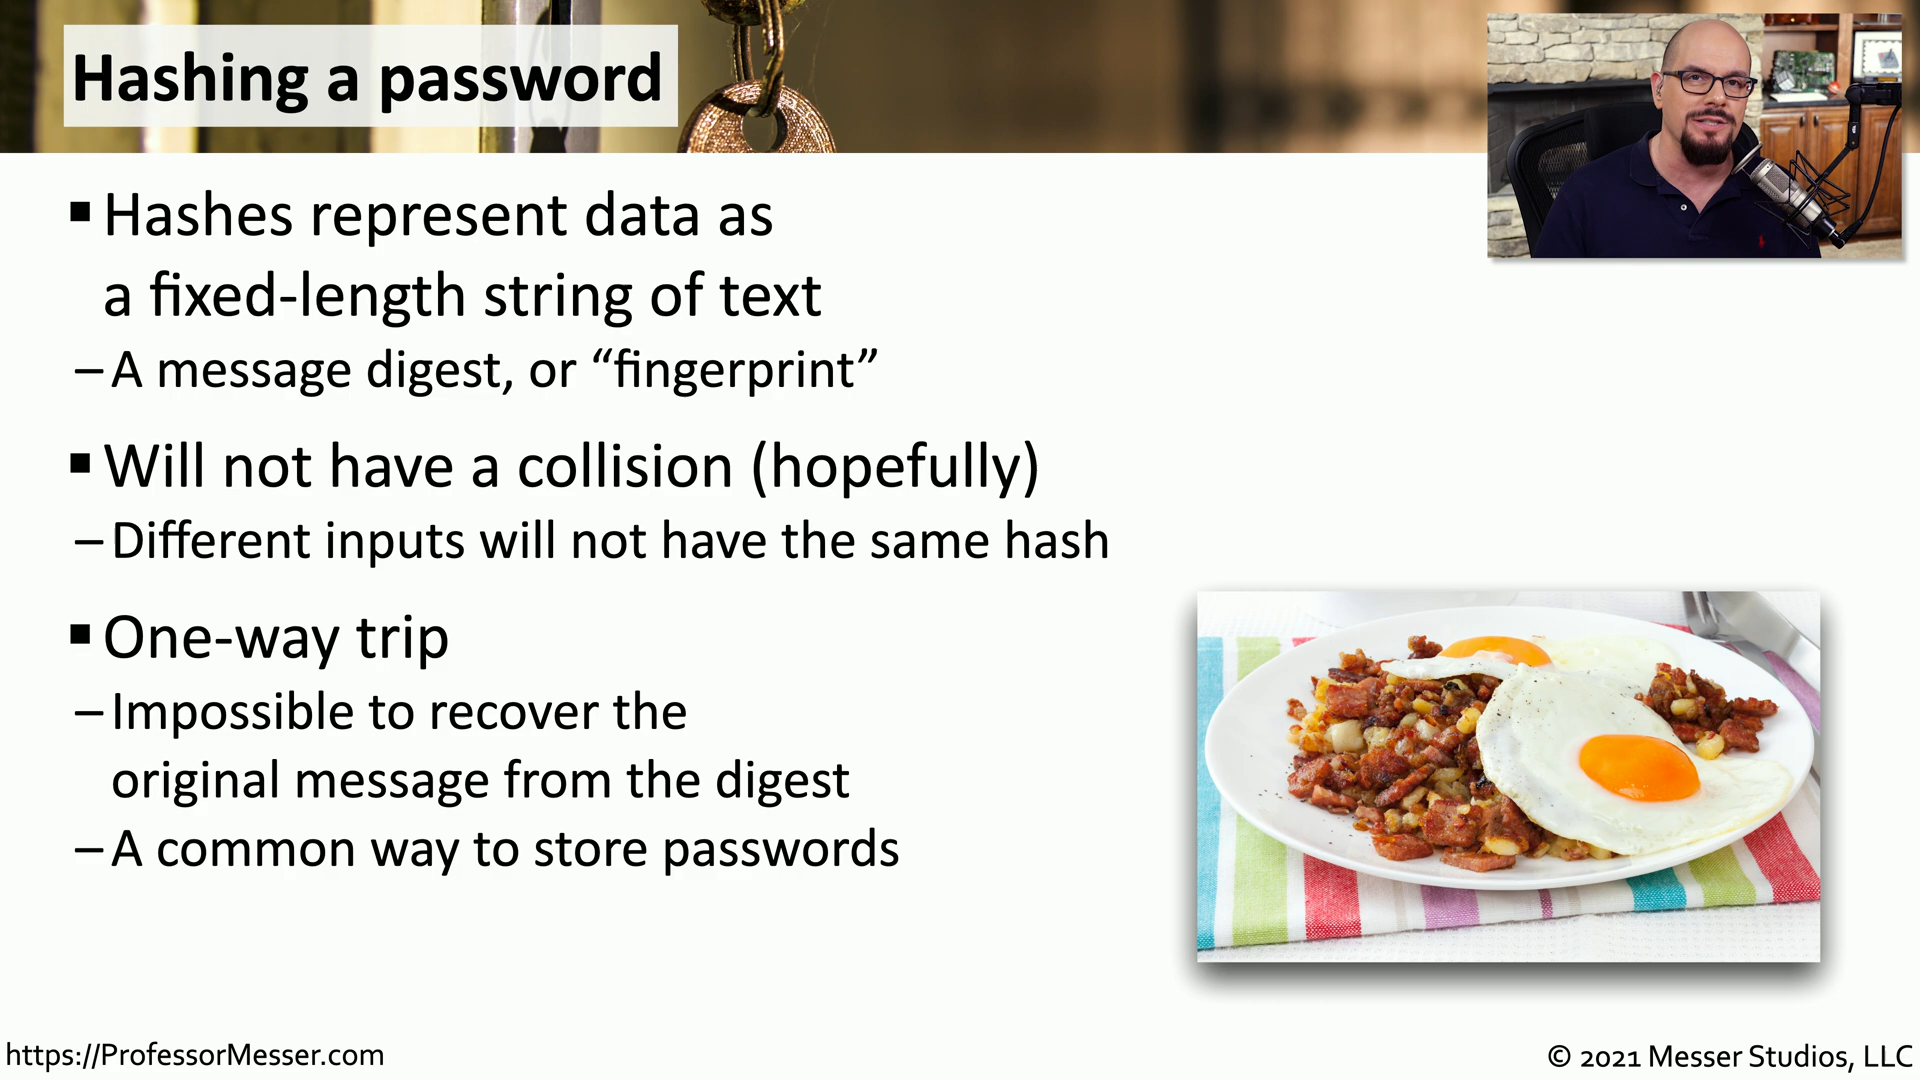 Hashing a password
▪ Hashes represent data as
a fixed-length string of text
– A message digest, or “fingerprint”
▪ Will not have a collision (hopefully)
– Different inputs will not have the same hash
▪ One-way trip
– Impossible to recover the
original message from the digest
– A common way to store passwords
https://ProfessorMesser.com
© 2021 Messer Studios, LLC